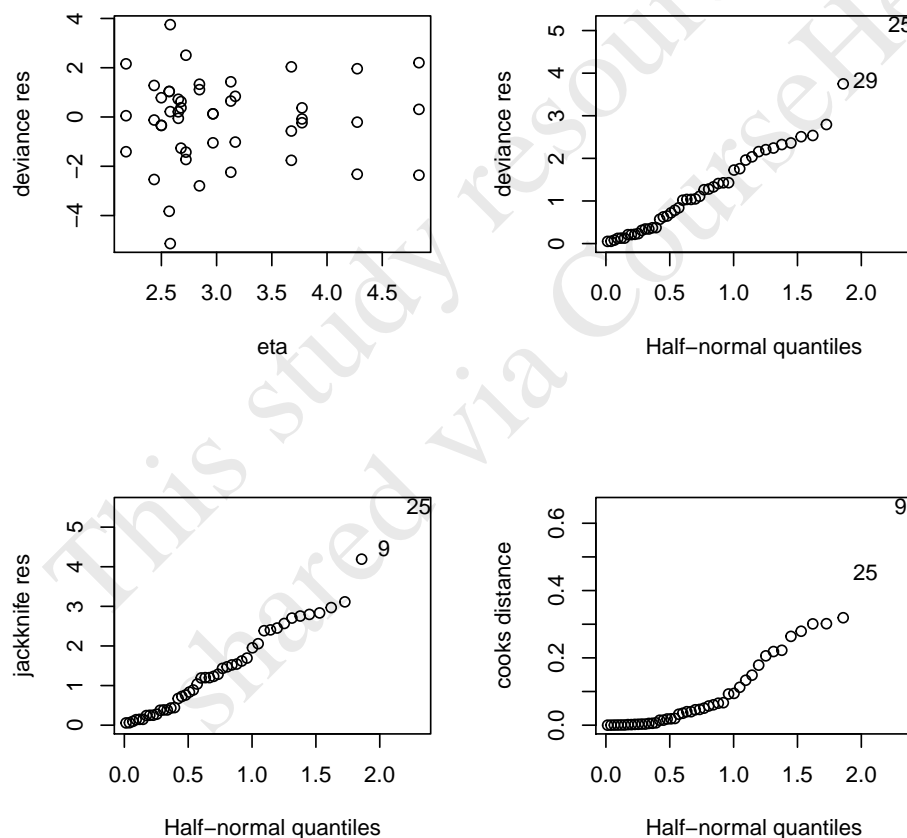 4
2
0
−2
−4
deviance res
2.5 3.0 3.5 4.0 4.5
eta
5
4
3
2
1
0
deviance res
25
29
0.0 0.5 1.0 1.5 2.0
Half−normal quantiles
5
4
3
2
1
0
jackknife res
25
9
0.0 0.5 1.0 1.5 2.0
Half−normal quantiles
0.6
0.4
0.2
0.0
cooks distance
9
25
0.0 0.5 1.0 1.5 2.0
Half−normal quantiles
This study resour
shared via CourseHe